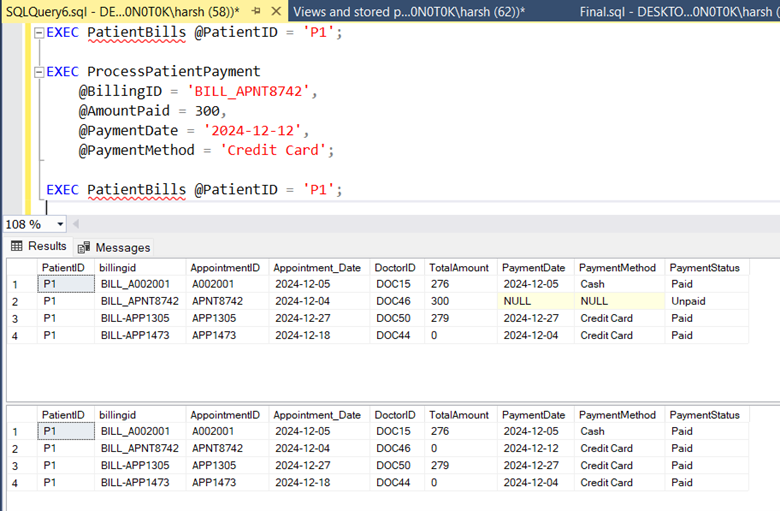 SQLQuery6.sql - DE...0N0T0K\harsh (58))* Views and stored p...0N0T0K\harsh (62))* Final.sql - DESKTO...0N0T0K\harsh (
EXEC PatientBills @PatientID = 'P1';
EXEC ProcessPatientPayment
@BillingID = 'BILL_APNT8742',
@AmountPaid = 300,
@PaymentDate = '2024-12-12',
@PaymentMethod = 'Credit Card';
EXEC PatientBills @PatientID = 'P1';
108 %
Results Messages
PatientID billingid AppointmentID Appointment_Date DoctorID TotalAmount PaymentDate PaymentMethod PaymentStatus
1 P1 BILL_A002001 A002001 2024-12-05 DOC15 276 2024-12-05 Cash Paid
2 P1 BILL_APNT8742 APNT8742 2024-12-04 DOC46 300 NULL NULL Unpaid
3 P1 BILL-APP1305 APP1305 2024-12-27 DOC50 279 2024-12-27 Credit Card Paid
4 P1 BILL-APP1473 APP1473 2024-12-18 DOC44 0 2024-12-04 Credit Card Paid
PatientID billingid AppointmentID Appointment_Date DoctorID TotalAmount PaymentDate PaymentMethod PaymentStatus
1 P1 BILL_A002001 A002001 2024-12-05 DOC15 276 2024-12-05 Cash Paid
2 P1 BILL_APNT8742 APNT8742 2024-12-04 DOC46 0 2024-12-12 Credit Card Paid
3 P1 BILL-APP1305 APP1305 2024-12-27 DOC50 279 2024-12-27 Credit Card Paid
4 P1 BILL-APP1473 APP1473 2024-12-18 DOC44 0 2024-12-04 Credit Card Paid